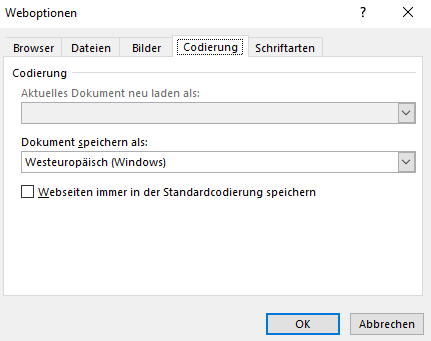 Weboptionen ? ×
Browser Dateien Bilder Codierung Schriftarten
Codierung
Aktuelles Dokument neu laden als:
Dokument speichern als:
Westeuropäisch (Windows)
Webseiten immer in der Standardcodierung speichern
OK Abbrechen